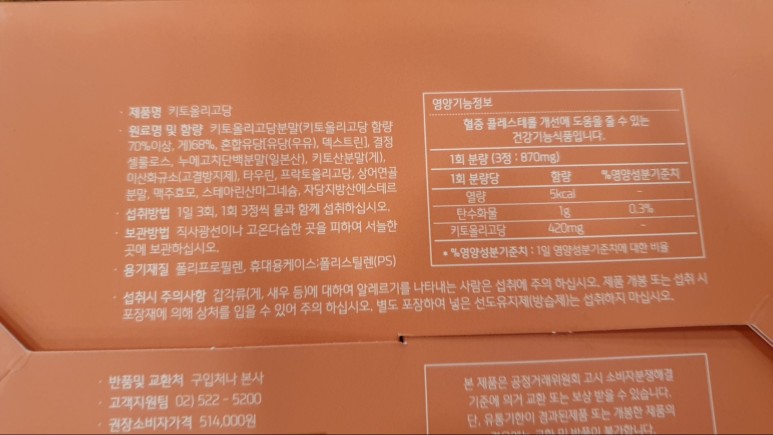 · 제품명 키토올리고당
· 원료명 및 함량 키토올리고당분말(키토올리고당 함량
70%이상, 게)68%, 혼합유당[유당(우유), 덱스트린], 결정
셀룰로스, 누메고치단백분말(일본산), 키토산분말(게),
미산화규소(고결방지제), 타우린, 프락토올리고당, 상어연골
분말, 맥주효모, 스테아린산마그네슘, 자당지방산에스테르
· 섭취방법 1일 3회, 1회 3정씩 물과 함께 섭취하십시오.
· 보관방법 직사광선이나 고온다습한 곳을 피하여 서늘한
곳에 보관하십시오.
· 용기재질 폴리프로필렌, 휴대용케이스:폴리스틸렌(PS)
영양기능정보
혈중 콜레스테롤 개선에 도움을 줄 수 있는
건강기능식품입니다.
1회 분량 (3정 : 870mg)
1회 분량당 함량 %영양성분기준치
열량 5kcal -
탄수화물 1g 0.3%
키토올리고당 420mg -
• %영양성분기준치 : 1일 영양성분기준치에 대한 비율
· 섭취시 주의사항 갑각류(게, 새우 등)에 대하여 알레르기를 나타내는 사람은 섭취에 주의 하십시오. 제품 개봉 또는 섭취 시
포장재에 의해 상처를 입을 수 있어 주의 하십시오. 별도 포장하여 넣은 선도유지제(방습제)는 섭취하지 마십시오.
· 반품및 교환처 구입처나 본사
· 고객지원팀 02) 522 - 5200
· 권장소비자가격 514,000원
본 제품은 공정거래위원회 고시 소비자분쟁해결
기준에 의거 교환 또는 보상 받을 수 있습니다.
단, 유통기한이 경과된제품 또는 개봉한 제품의
경우에는 교환 및 반품이 불가합니다.